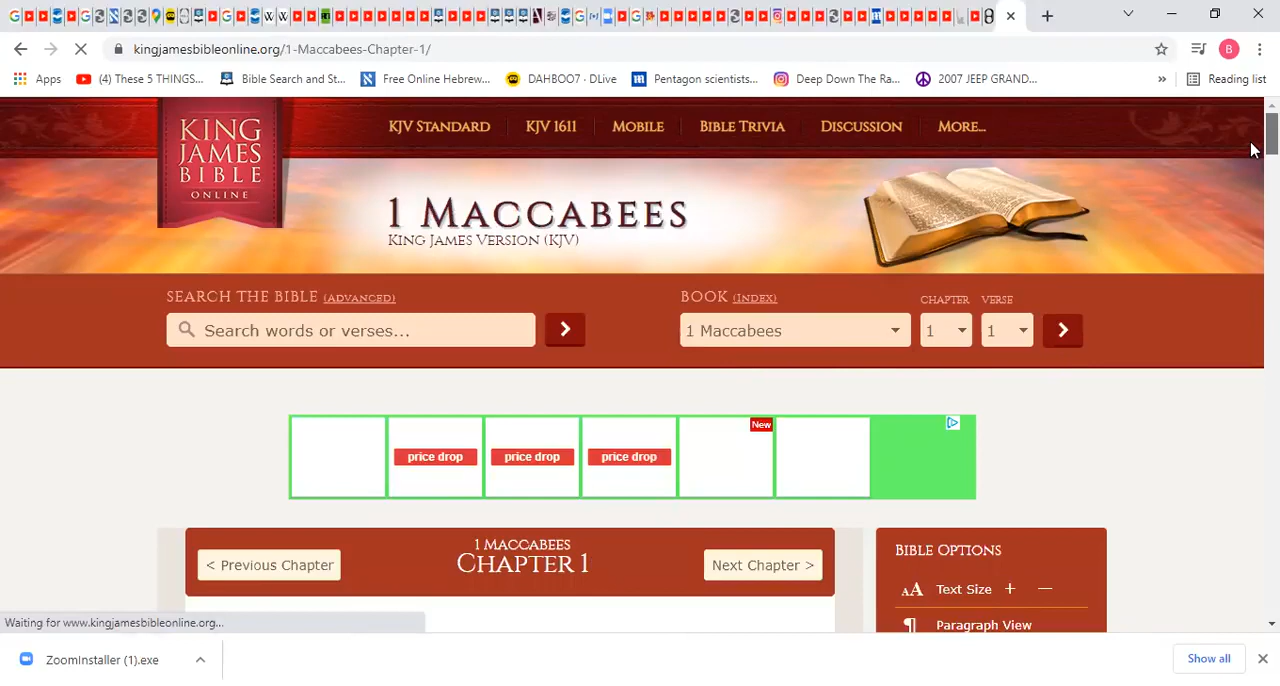 kingjamesbibleonline.org/1-Maccabees-Chapter-1/
B
Apps
(4) These 5 THINGS...
Bible Search and St...
Free Online Hebrew...
DAHBOO7 · DLive
Pentagon scientists...
Deep Down The Ra...
2007 JEEP GRAND...
»
Reading list
KING
JAMES
BIBLE
ONLINE
KJV STANDARD
KJV 1611
MOBILE
BIBLE TRIVIA
DISCUSSION
MORE...
1 MACCABEES
KING JAMES VERSION (KJV)
SEARCH THE BIBLE (ADVANCED)
BOOK (INDEX)
CHAPTER
VERSE
Search words or verses...
1 Maccabees
1
1
New
price drop
price drop
price drop
1 MACCABEES
CHAPTER 1
< Previous Chapter
Next Chapter >
BIBLE OPTIONS
AA Text Size + —
¶ Paragraph View
Waiting for www.kingjamesbibleonline.org...
ZoomInstaller (1).exe
Show all